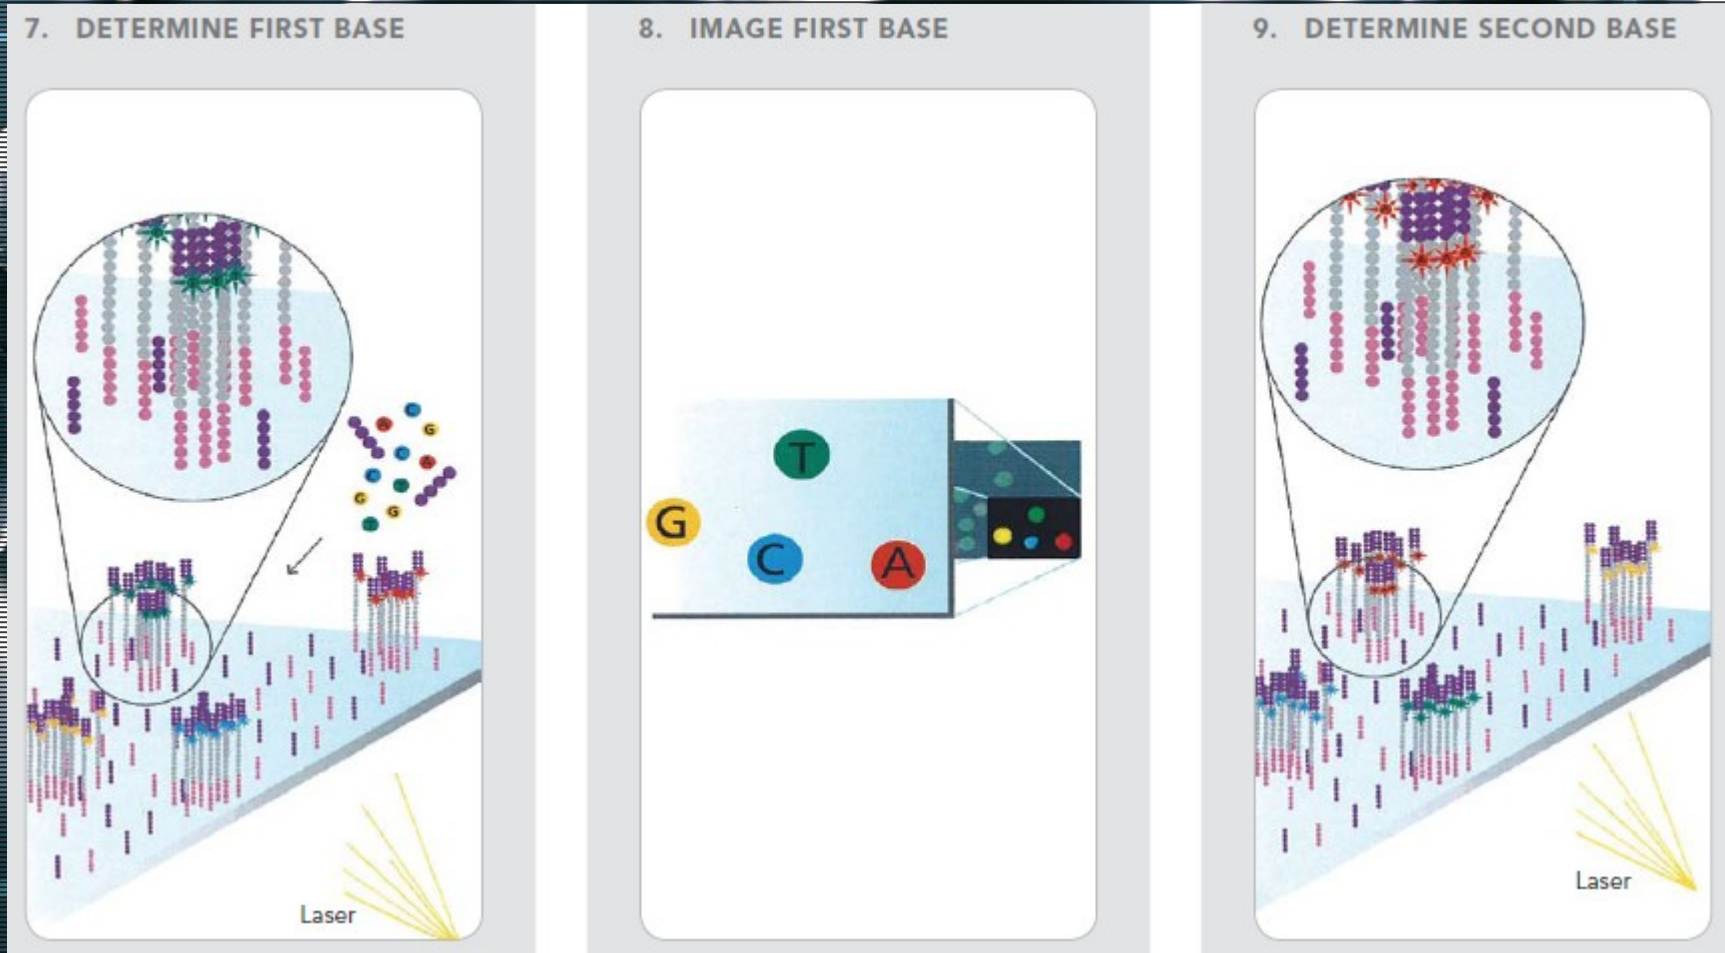 7. DETERMINE FIRST BASE
C
A
G
C
A
C
T
G
G
T
Laser
8. IMAGE FIRST BASE
T
G
C
A
9. DETERMINE SECOND BASE
Laser